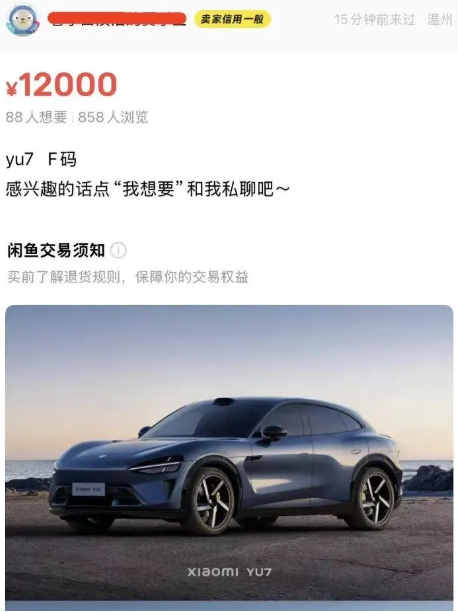 卖家信用一般
15分钟前来过 温州
¥12000
88人想要 | 858人浏览
yu7 F码
感兴趣的话点“我想要”和我私聊吧～
闲鱼交易须知
买前了解退货规则，保障你的交易权益
XIAOMI YU7
XIAOMI YU7